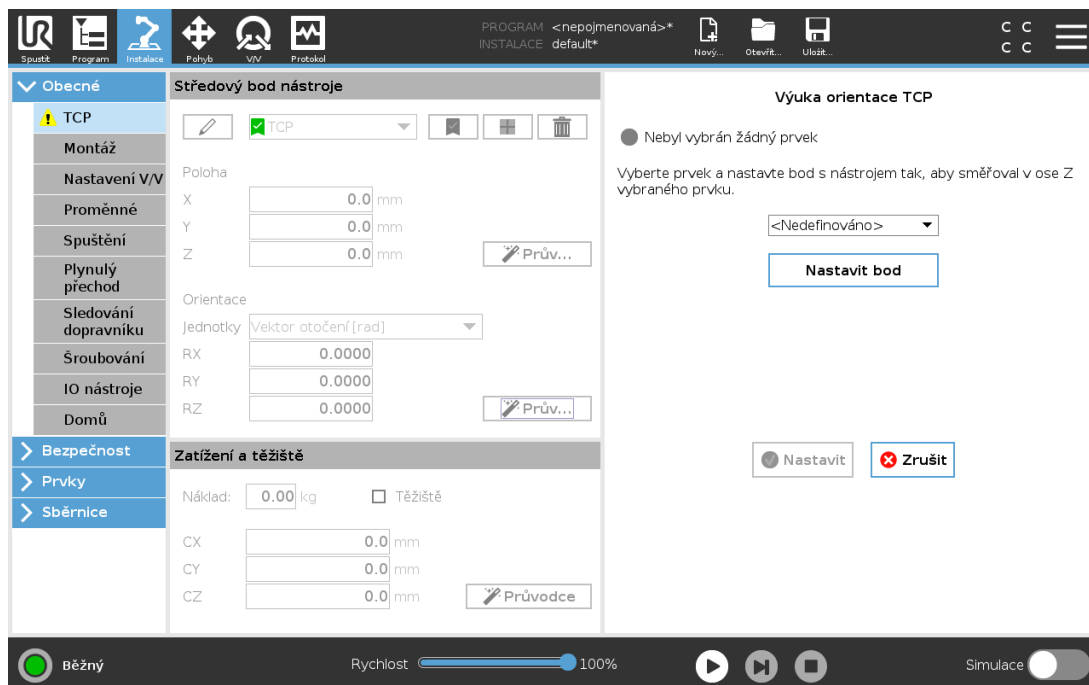 PROGRAM <nepojmenovaná>*
INSTALACE default*
UR
Spustit
Program
Instalace
Pohyb
V/V
Protokol
Nový...
Otevřít...
Uložit...
C C
C C
Obecné
TCP
Montáž
Nastavení V/V
Proměnné
Spuštění
Plynulý
přechod
Sledování
dopravníku
Šroubování
IO nástroje
Domů
Bezpečnost
Prvky
Sběrnice
Středový bod nástroje
TCP
Poloha
X 0.0 mm
Y 0.0 mm
Z 0.0 mm
Prův...
Orientace
Jednotky Vektor otočení [rad]
RX 0.0000
RY 0.0000
RZ 0.0000
Prův...
Zatížení a těžiště
Náklad: 0.00 kg Těžiště
CX 0.0 mm
CY 0.0 mm
CZ 0.0 mm
Průvodce
Výuka orientace TCP
Nebyl vybrán žádný prvek
Vyberte prvek a nastavte bod s nástrojem tak, aby směřoval v ose Z
vybraného prvku.
<Nedefinováno>
Nastavit bod
Nastavit
Zrušit
Běžný
Rychlost 100%
Simulace